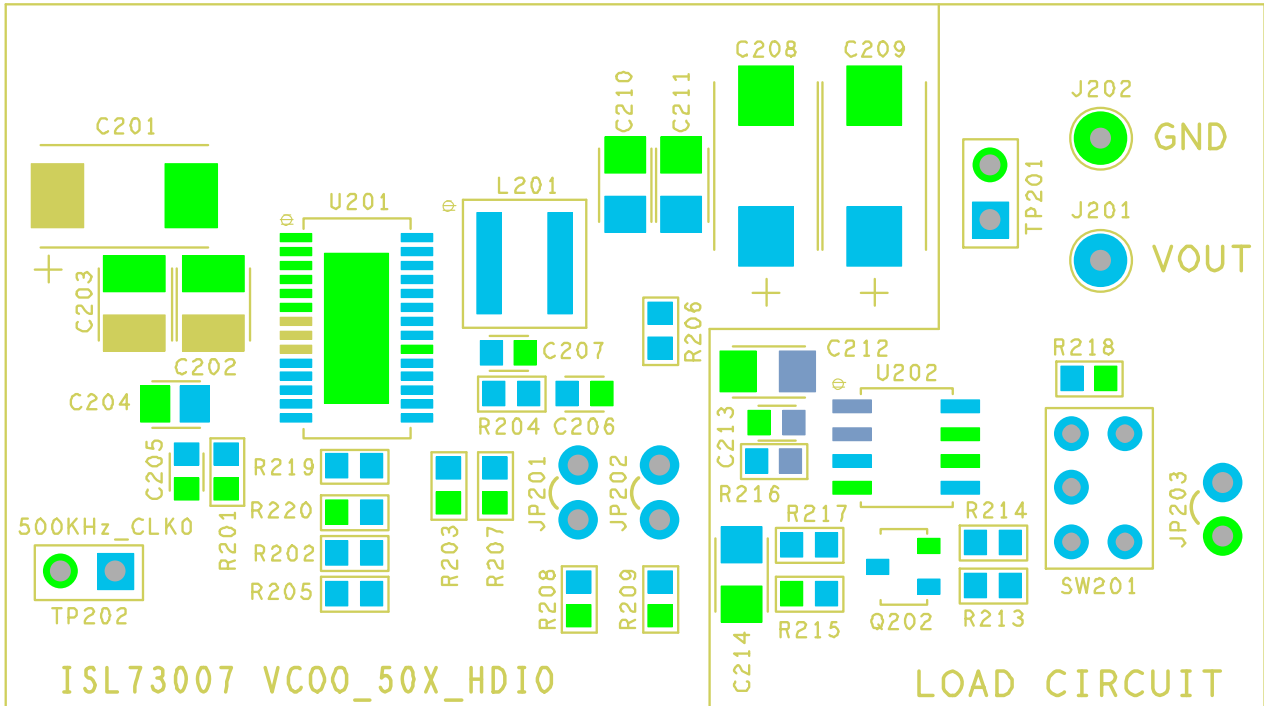 C208
C209
C210
C211
J202
GND
C201
TP201
L201
U201
J201
VOUT
C203
R206
C207
C212
R218
C202
U202
C204
R204
C206
C213
C205
R219
JP201
JP202
R216
R220
R217
R214
JP203
500KHz_CLK0
R201
R202
R203
R207
R205
R208
R209
SW201
TP202
R215
Q202
R213
C214
ISL73007 VCOO_50X_HDIO
LOAD CIRCUIT